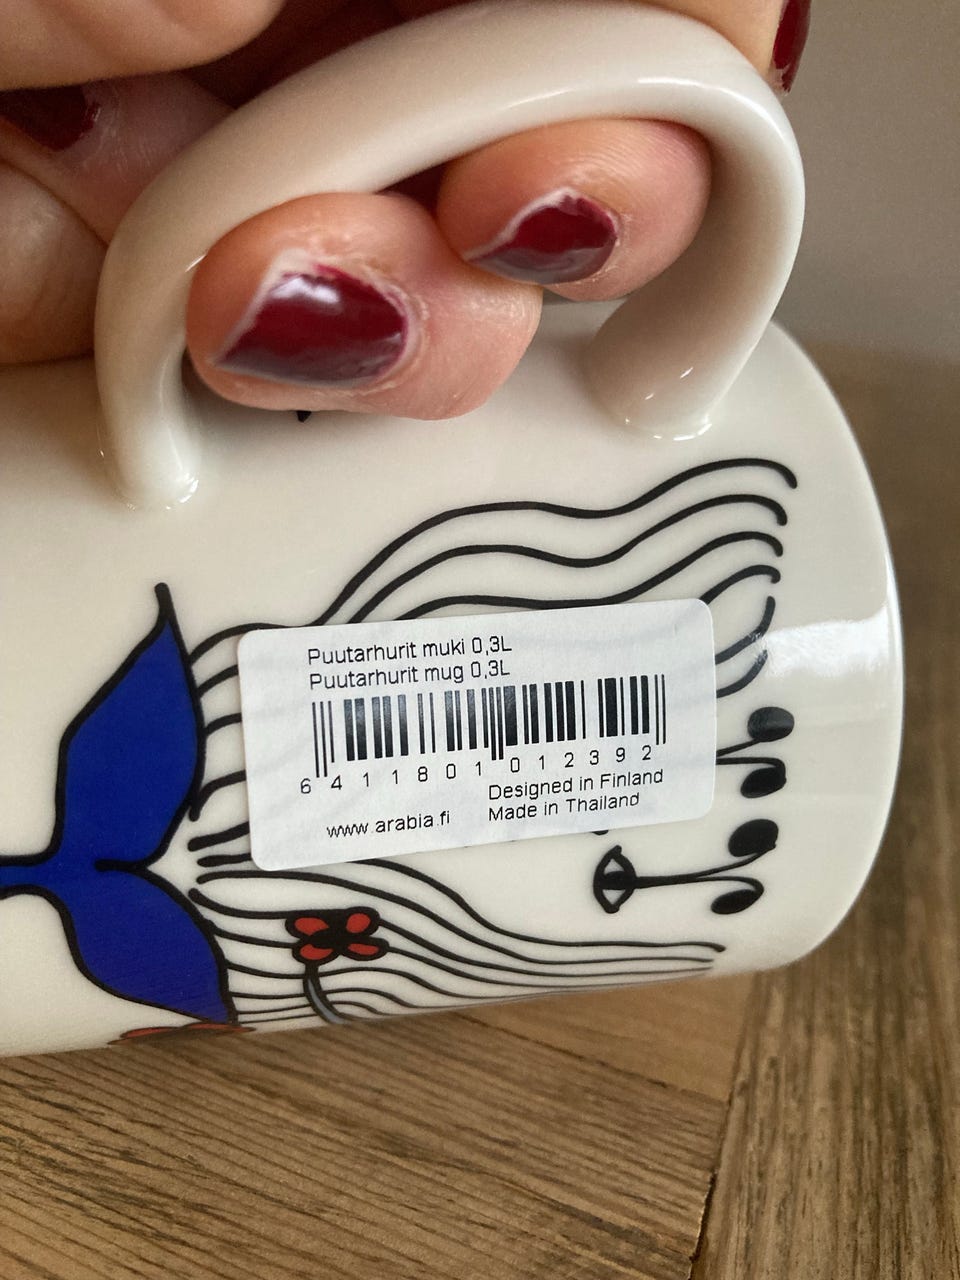 Puutarhurit muki 0,3L
Puutarhurit mug 0,3L
6 411801 012392
Designed in Finland
www.arabia.fi
Made in Thailand